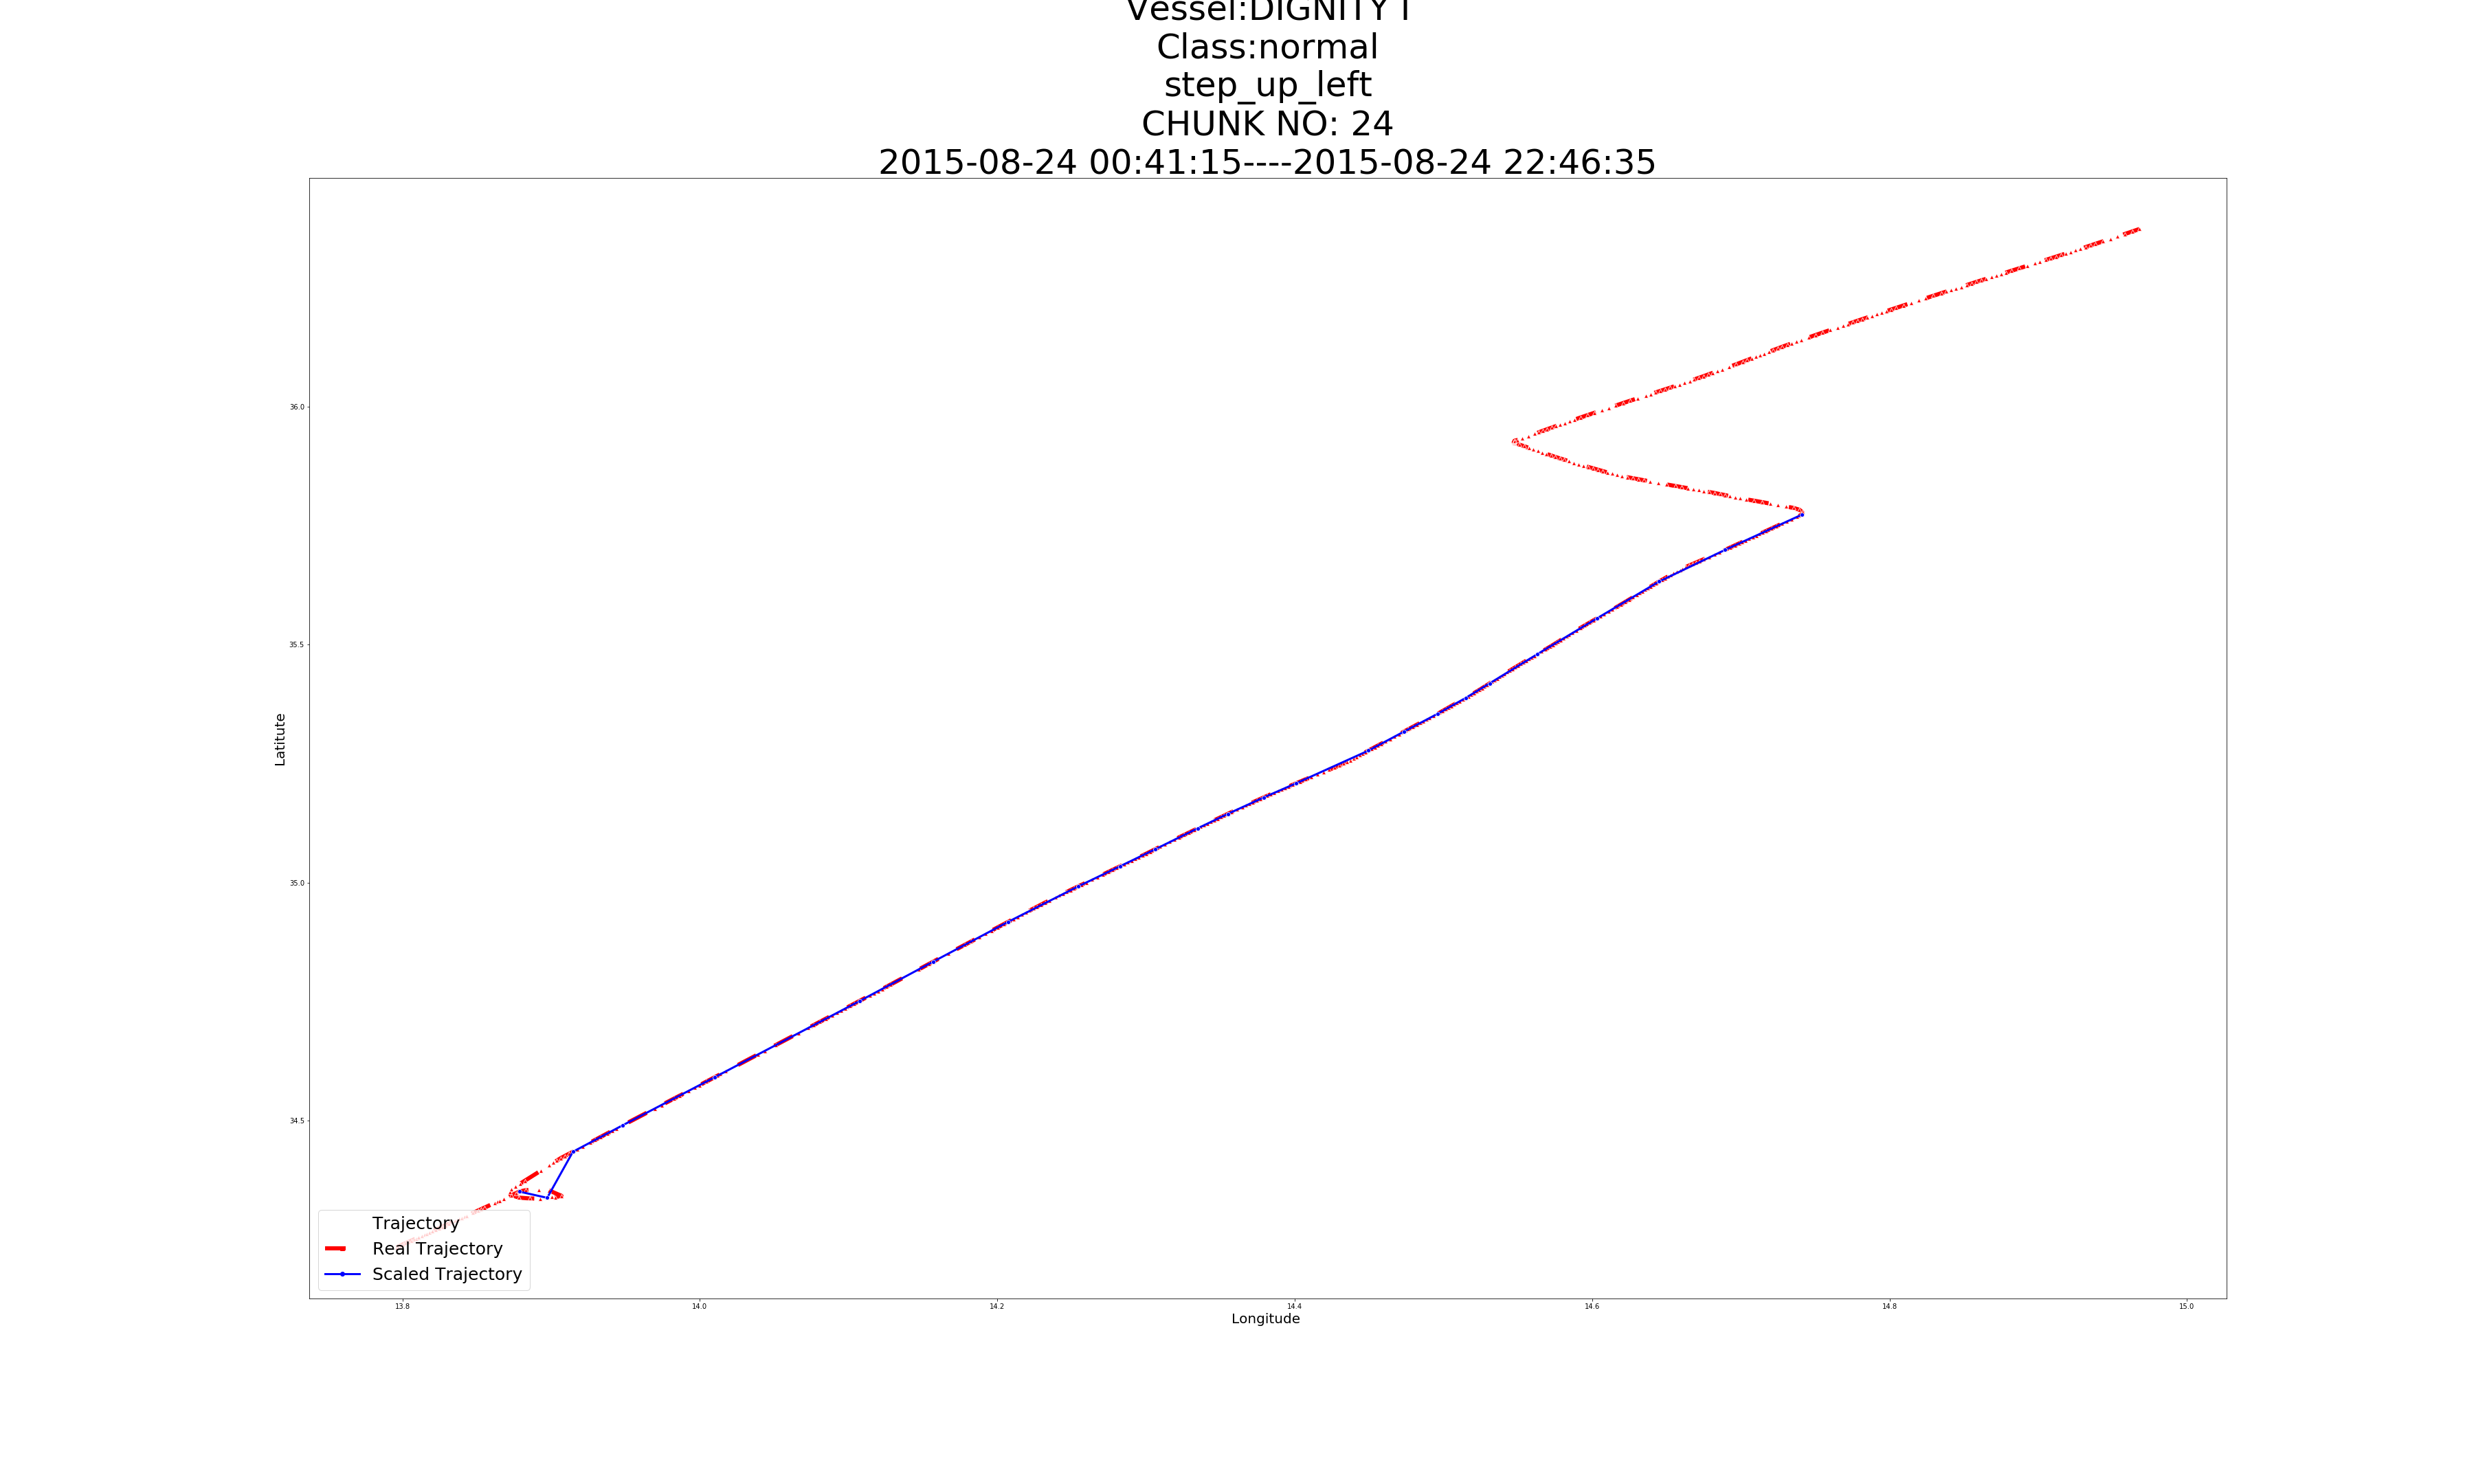 Vessel:DIGNITY I
Class:normal
step_up_left
CHUNK NO: 24
2015-08-24 00:41:15----2015-08-24 22:46:35
36.0
35.5
35.0
34.5
Latitute
Trajectory
Real Trajectory
Scaled Trajectory
13.8 14.0 14.2 14.4 14.6 14.8 15.0
Longitude